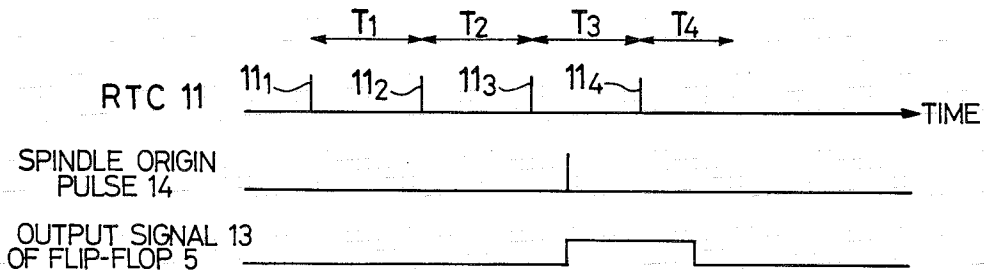 T1 T2 T3 T4
RTC 11 111 112 113 114 TIME
SPINDLE ORIGIN
PULSE 14
OUTPUT SIGNAL 13
OF FLIP-FLOP 5